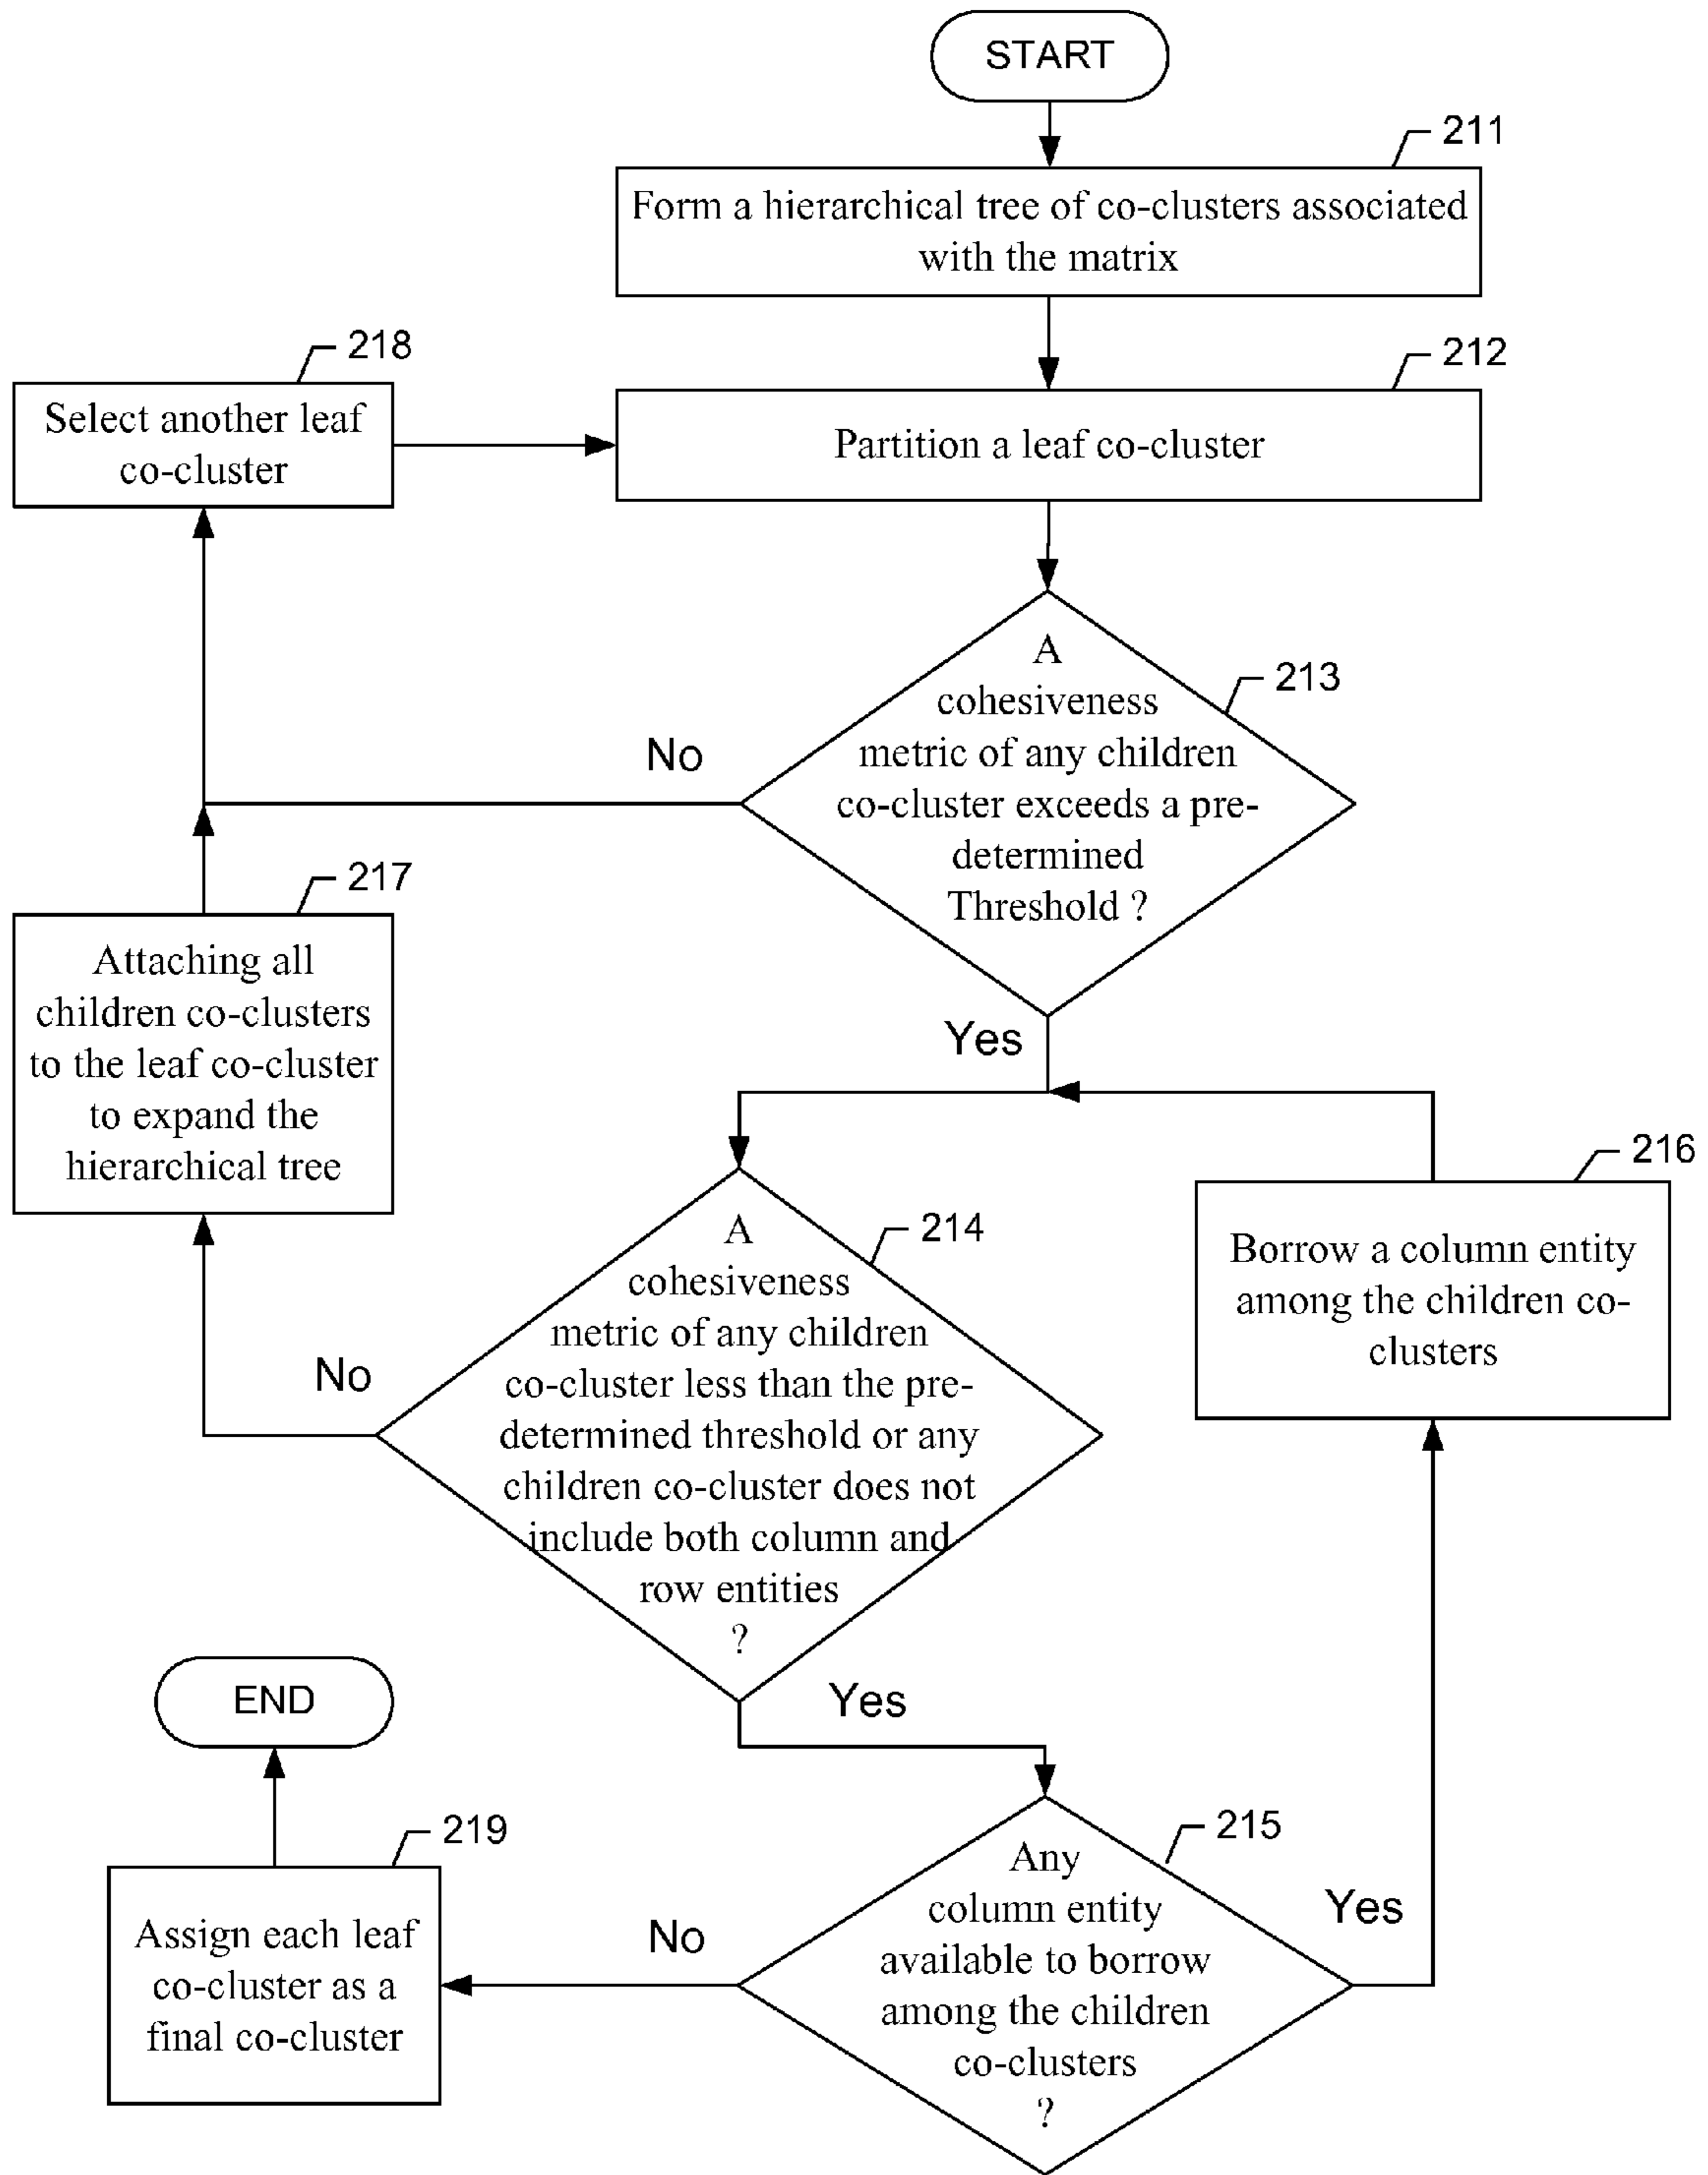 START
211
Form a hierarchical tree of co-clusters associated
with the matrix
218
Select another leaf
co-cluster
212
Partition a leaf co-cluster
213
A
cohesiveness
metric of any children
co-cluster exceeds a pre-
determined
Threshold ?
No
Yes
217
Attaching all
children co-clusters
to the leaf co-cluster
to expand the
hierarchical tree
214
A
cohesiveness
metric of any children
co-cluster less than the pre-
determined threshold or any
children co-cluster does not
include both column and
row entities
?
No
Yes
216
Borrow a column entity
among the children co-
clusters
215
Any
column entity
available to borrow
among the children
co-clusters
?
Yes
No
219
Assign each leaf
co-cluster as a
final co-cluster
END